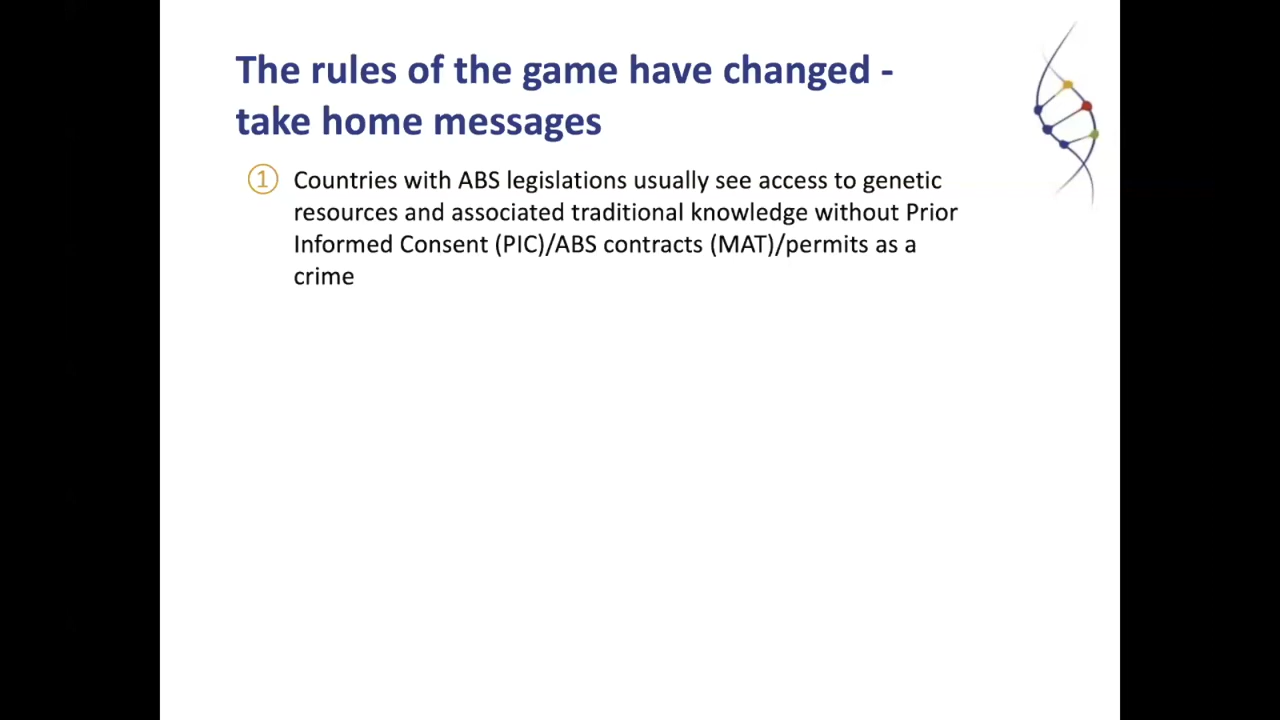 The rules of the game have changed -
take home messages
① Countries with ABS legislations usually see access to genetic
resources and associated traditional knowledge without Prior
Informed Consent (PIC)/ABS contracts (MAT)/permits as a
crime